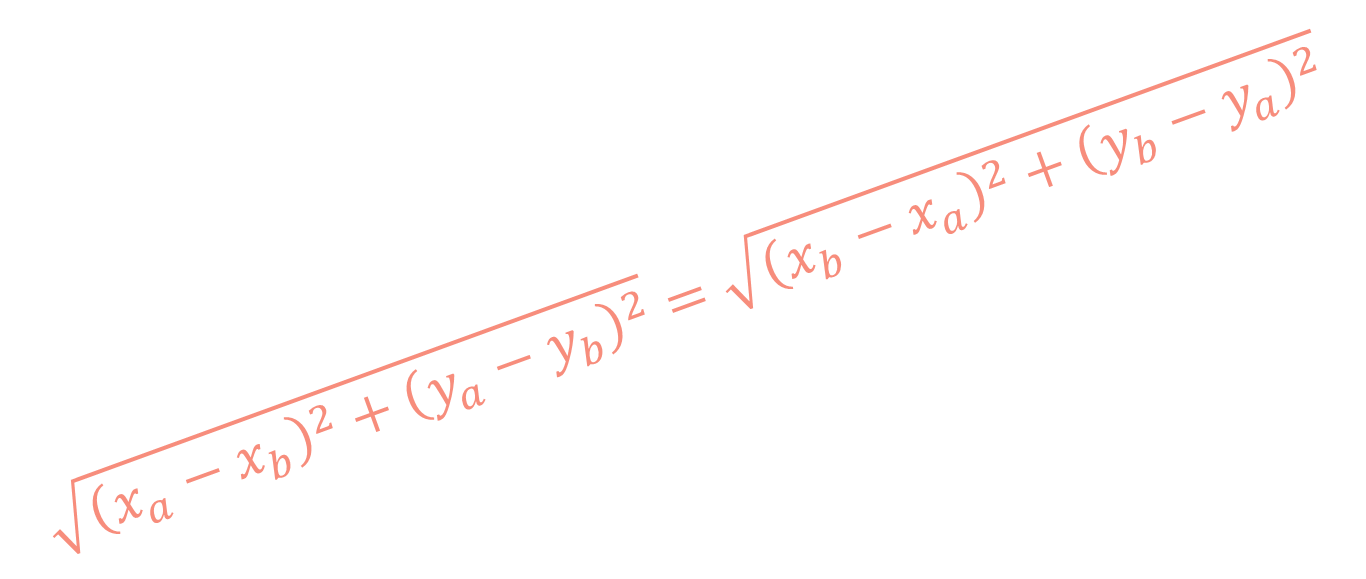 √((x_a − x_b)² + (y_a − y_b)²) = √((x_b − x_a)² + (y_b − y_a)²)